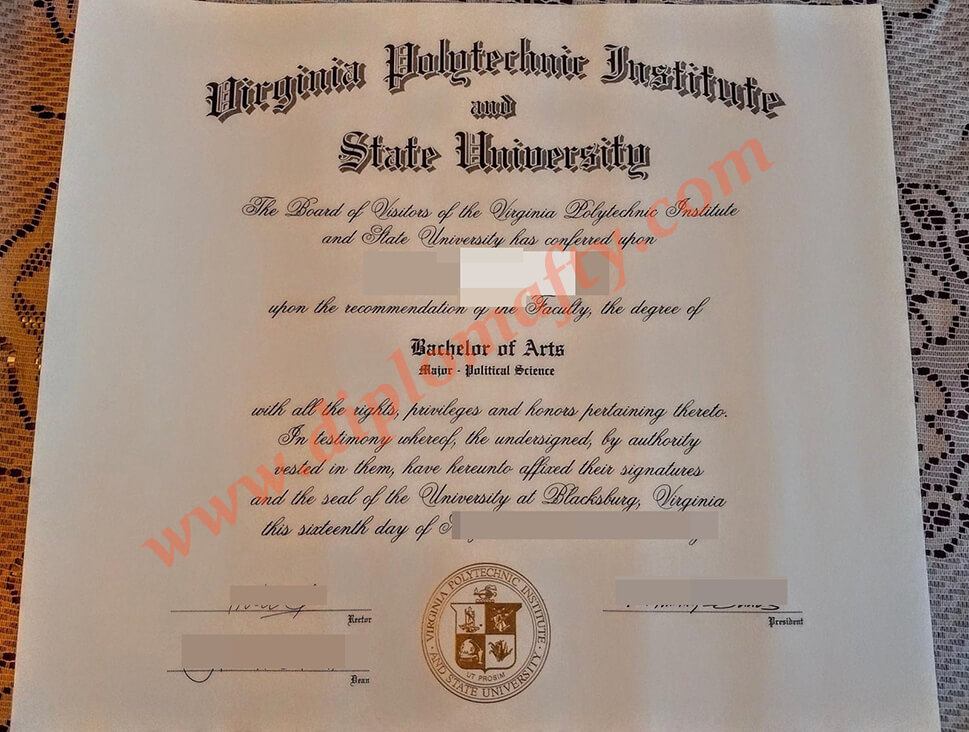 Virginia Polytechnic Institute
and
State University
The Board of Visitors of the Virginia Polytechnic Institute
and State University has conferred upon
upon the recommendation of the Faculty, the degree of
Bachelor of Arts
Major - Political Science
with all the rights, privileges and honors pertaining thereto.
In testimony whereof, the undersigned, by authority
vested in them, have hereunto affixed their signatures
and the seal of the University at Blacksburg, Virginia
this sixteenth day of
Rector
President
Dean
VIRGINIA POLYTECHNIC INSTITUTE
AND STATE UNIVERSITY
UT PROSIM
www.diplomafty.com